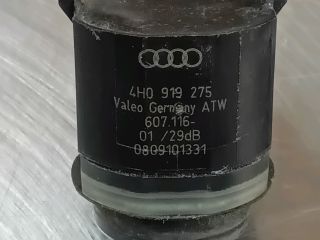 4H0 919 275
Valeo Germany ATW
607.116-
01 /29dB
0809101331